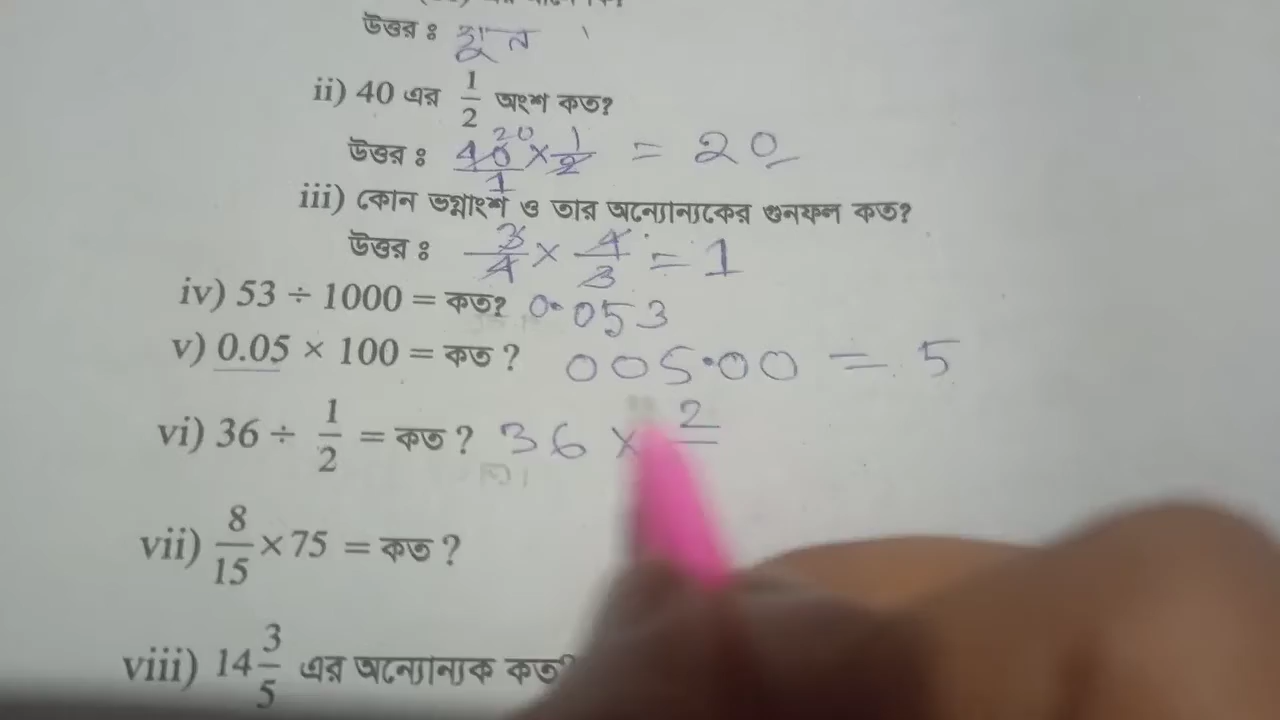 উত্তর ঃ
ii) 40 এর 1/2 অংশ কত?
উত্তর ঃ 40/1 20 × 1/2 = 20
iii) কোন ভগ্নাংশ ও তার অন্যোন্যকের গুনফল কত?
উত্তর ঃ 3/4 × 4/3 = 1
iv) 53 ÷ 1000 = কত? 0.053
v) 0.05 × 100 = কত ? 005.00 = 5
vi) 36 ÷ 1/2 = কত ? 36 × 2
vii) 8/15 × 75 = কত ?
viii) 14 3/5 এর অন্যোন্যক কত?